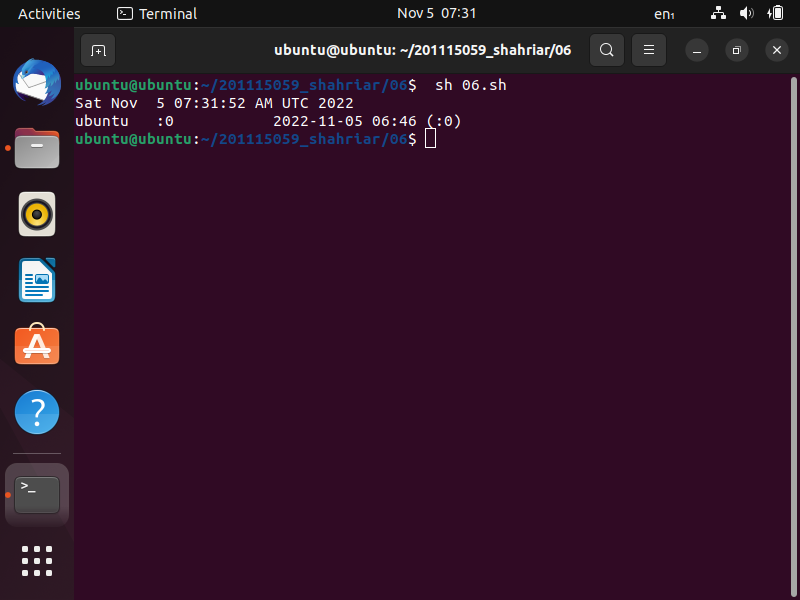 Activities Terminal Nov 5 07:31 en₁
ubuntu@ubuntu: ~/201115059_shahriar/06
ubuntu@ubuntu:~/201115059_shahriar/06$  sh 06.sh
Sat Nov  5 07:31:52 AM UTC 2022
ubuntu   :0           2022-11-05 06:46 (:0)
ubuntu@ubuntu:~/201115059_shahriar/06$